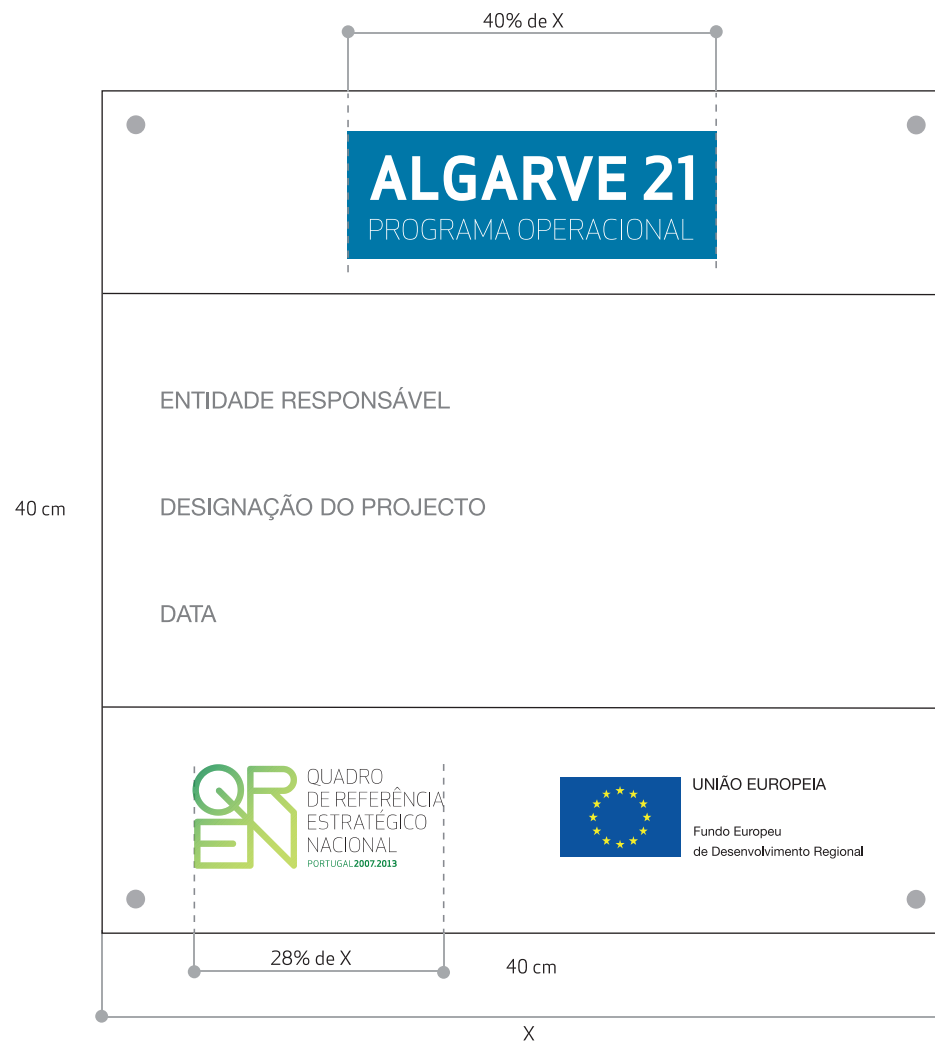 40% de X
ALGARVE 21
PROGRAMA OPERACIONAL
ENTIDADE RESPONSÁVEL
40 cm
DESIGNAÇÃO DO PROJECTO
DATA
QREN
QUADRO
DE REFERÊNCIA
ESTRATÉGICO
NACIONAL
PORTUGAL2007.2013
UNIÃO EUROPEIA
Fundo Europeu
de Desenvolvimento Regional
28% de X
40 cm
X